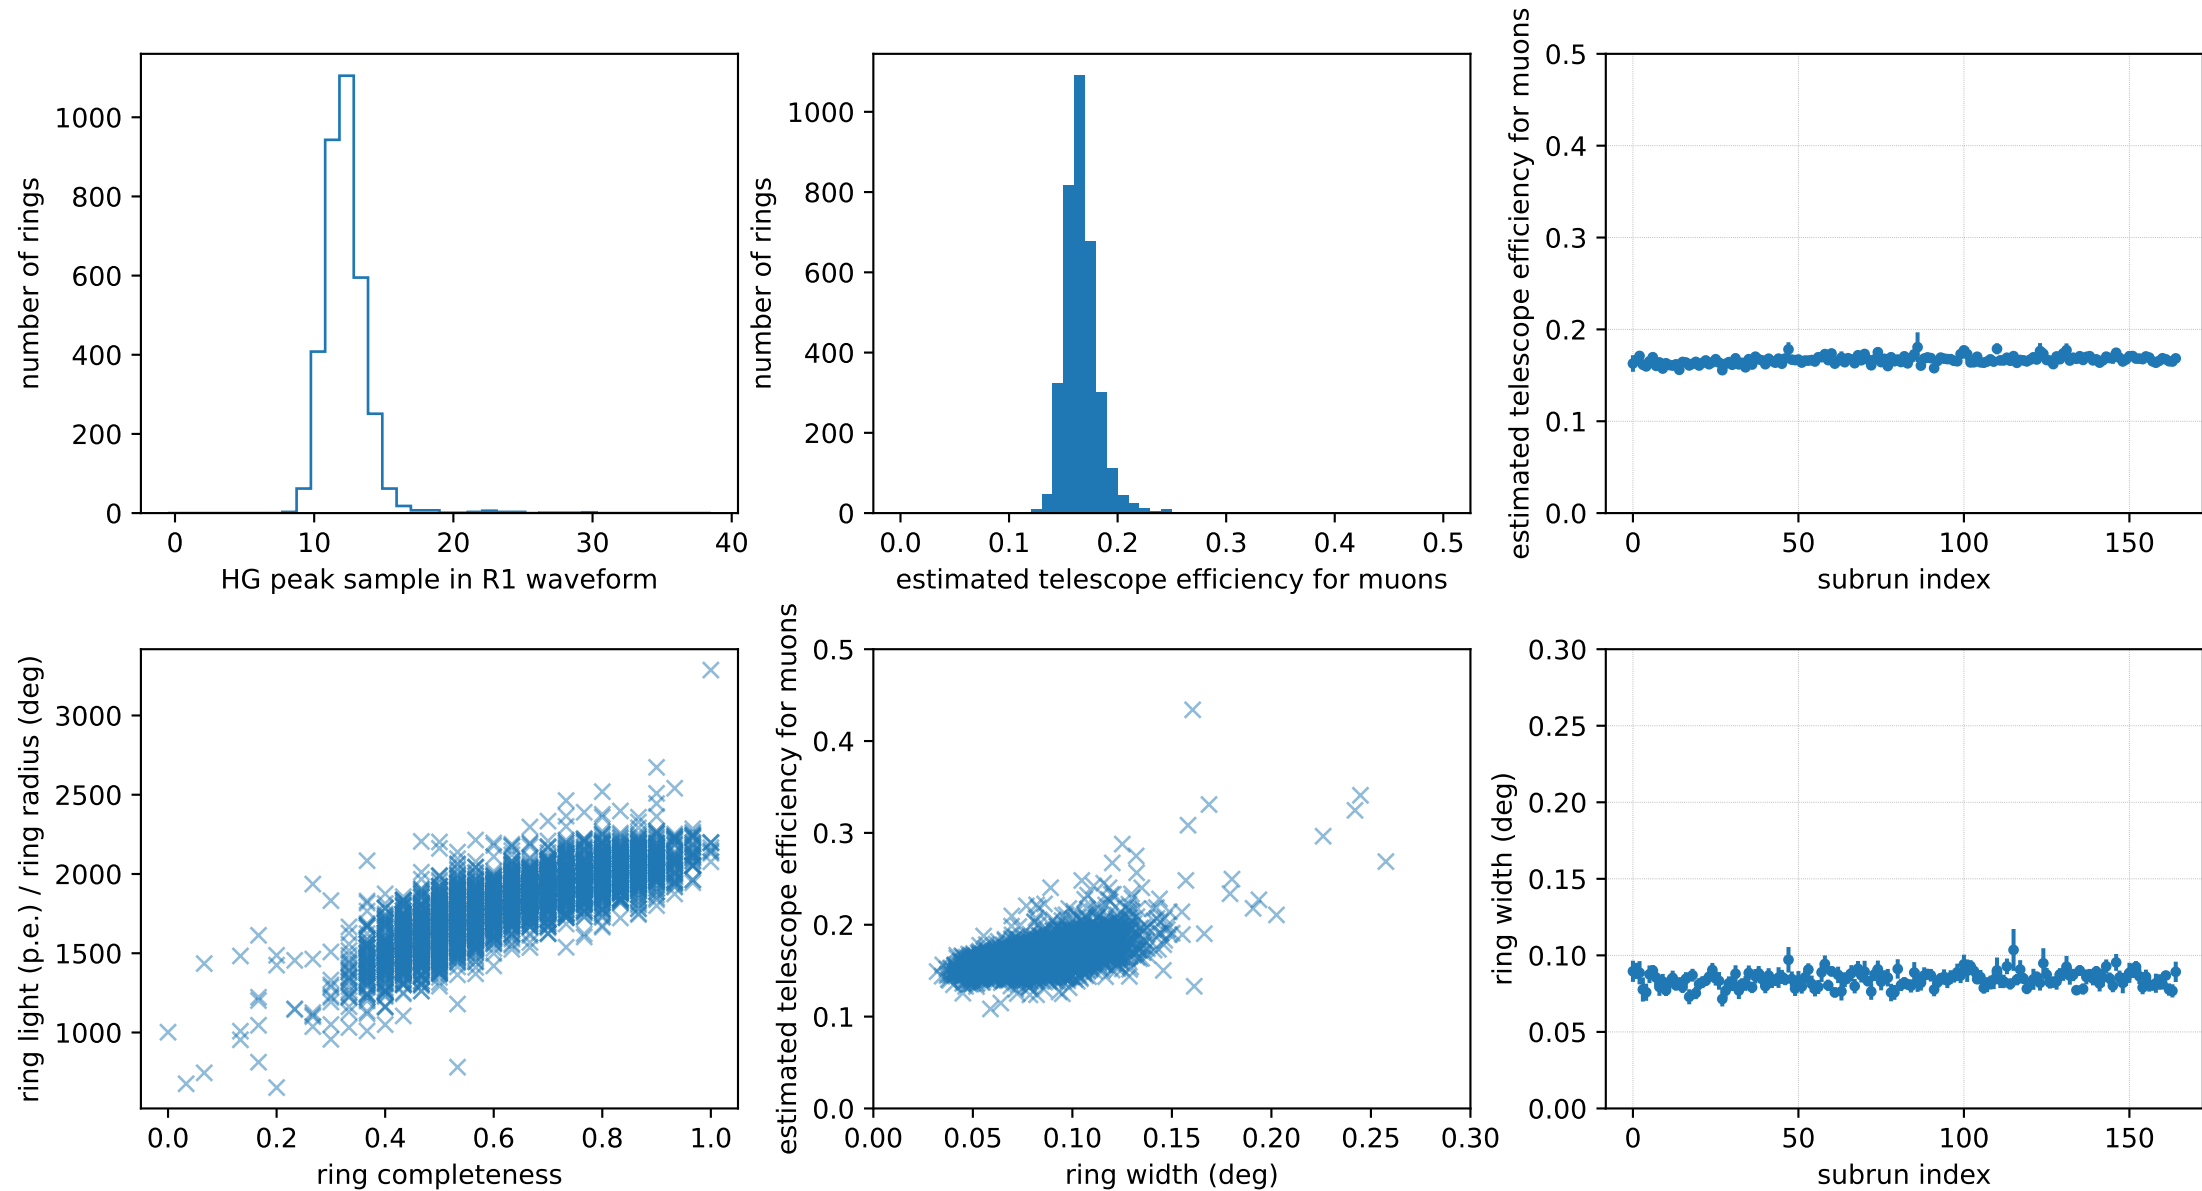 number of rings
1000
800
600
400
200
0
0 10 20 30 40
HG peak sample in R1 waveform
number of rings
1000
800
600
400
200
0
0.0 0.1 0.2 0.3 0.4 0.5
estimated telescope efficiency for muons
estimated telescope efficiency for muons
0.5
0.4
0.3
0.2
0.1
0.0
0 50 100 150
subrun index
ring light (p.e.) / ring radius (deg)
3000
2500
2000
1500
1000
0.0 0.2 0.4 0.6 0.8 1.0
ring completeness
estimated telescope efficiency for muons
0.5
0.4
0.3
0.2
0.1
0.0
0.00 0.05 0.10 0.15 0.20 0.25 0.30
ring width (deg)
ring width (deg)
0.30
0.25
0.20
0.15
0.10
0.05
0.00
0 50 100 150
subrun index